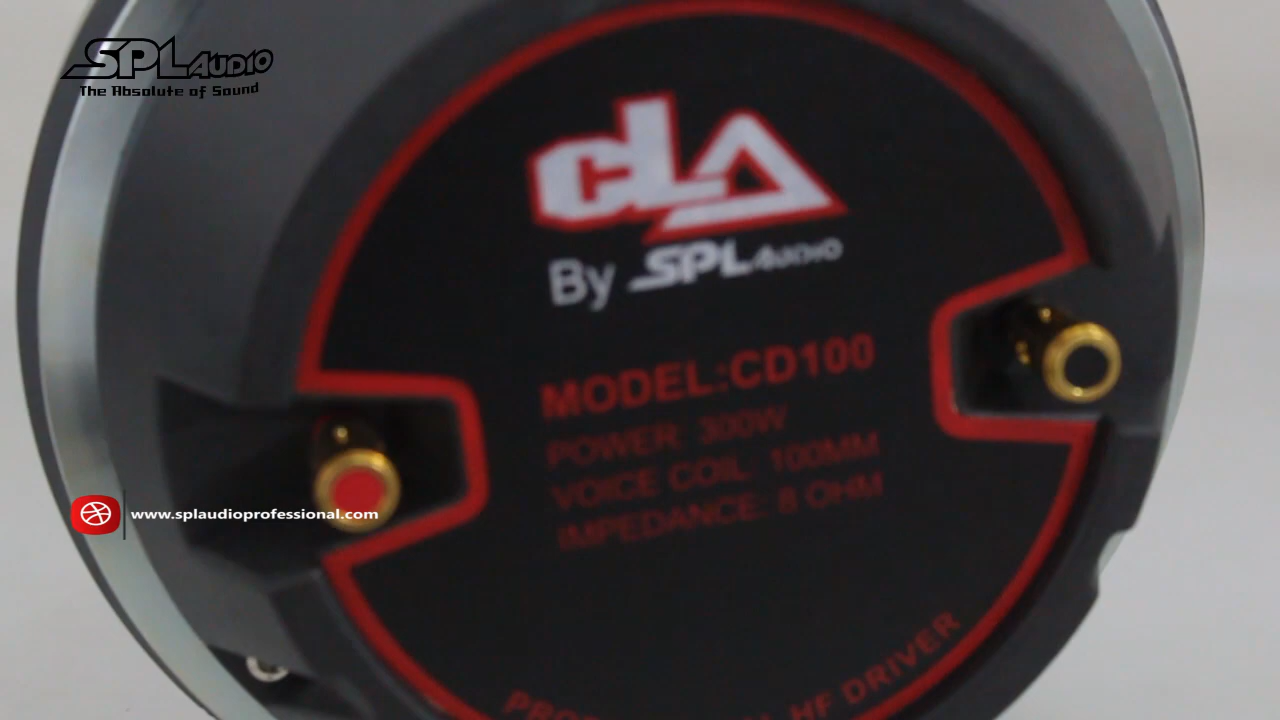 SPL AUDIO
The Absolute of Sound
CLA
By SPL AUDIO
MODEL:CD100
POWER: 300W
VOICE COIL: 100MM
IMPEDANCE: 8 OHM
www.splaudioprofessional.com
HF DRIVER